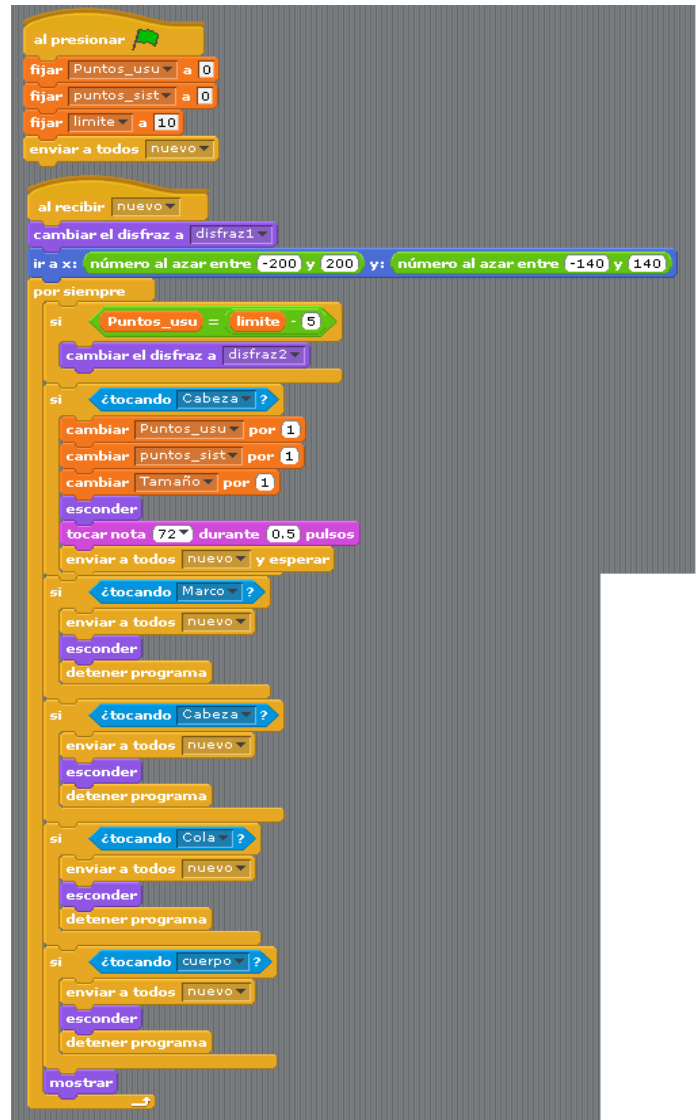 al presionar
fijar Puntos_usu a 0
fijar puntos_sist a 0
fijar limite a 10
enviar a todos nuevo
al recibir nuevo
cambiar el disfraz a disfraz1
ir a x: número al azar entre -200 y 200 y: número al azar entre -140 y 140
por siempre
si Puntos_usu = limite - 5
cambiar el disfraz a disfraz2
si ¿tocando Cabeza ?
cambiar Puntos_usu por 1
cambiar puntos_sist por 1
cambiar Tamaño por 1
esconder
tocar nota 72 durante 0.5 pulsos
enviar a todos nuevo y esperar
si ¿tocando Marco ?
enviar a todos nuevo
esconder
detener programa
si ¿tocando Cabeza ?
enviar a todos nuevo
esconder
detener programa
si ¿tocando Cola ?
enviar a todos nuevo
esconder
detener programa
si ¿tocando cuerpo ?
enviar a todos nuevo
esconder
detener programa
mostrar